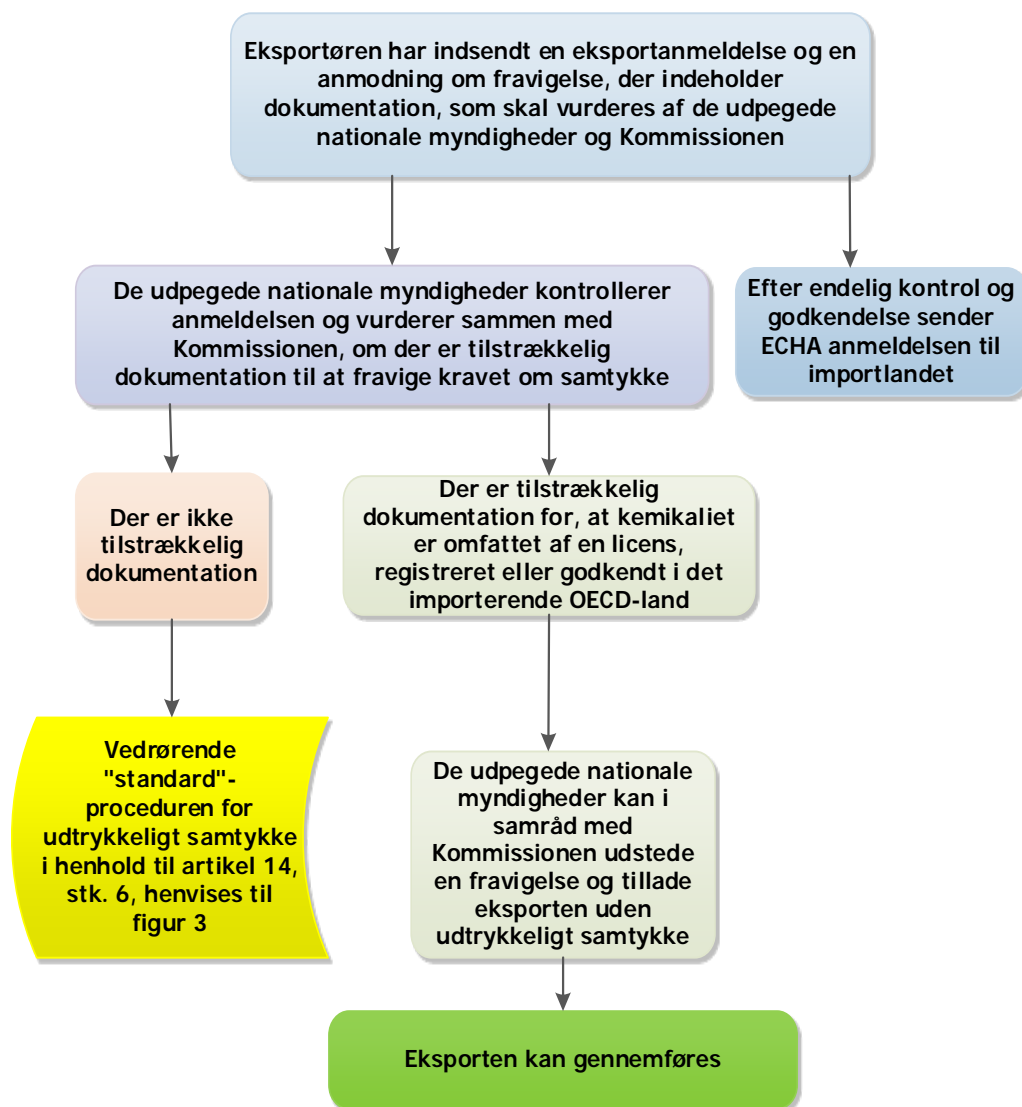 Eksportøren har indsendt en eksportanmeldelse og en
anmodning om fravigelse, der indeholder
dokumentation, som skal vurderes af de udpegede
nationale myndigheder og Kommissionen
De udpegede nationale myndigheder kontrollerer
anmeldelsen og vurderer sammen med
Kommissionen, om der er tilstrækkelig
dokumentation til at fravige kravet om samtykke
Efter endelig kontrol og
godkendelse sender
ECHA anmeldelsen til
importlandet
Der er ikke
tilstrækkelig
dokumentation
Der er tilstrækkelig
dokumentation for, at kemikaliet
er omfattet af en licens,
registreret eller godkendt i det
importerende OECD-land
Vedrørende
"standard"-
proceduren for
udtrykkeligt samtykke
i henhold til artikel 14,
stk. 6, henvises til
figur 3
De udpegede nationale
myndigheder kan i
samråd med
Kommissionen udstede
en fravigelse og tillade
eksporten uden
udtrykkeligt samtykke
Eksporten kan gennemføres